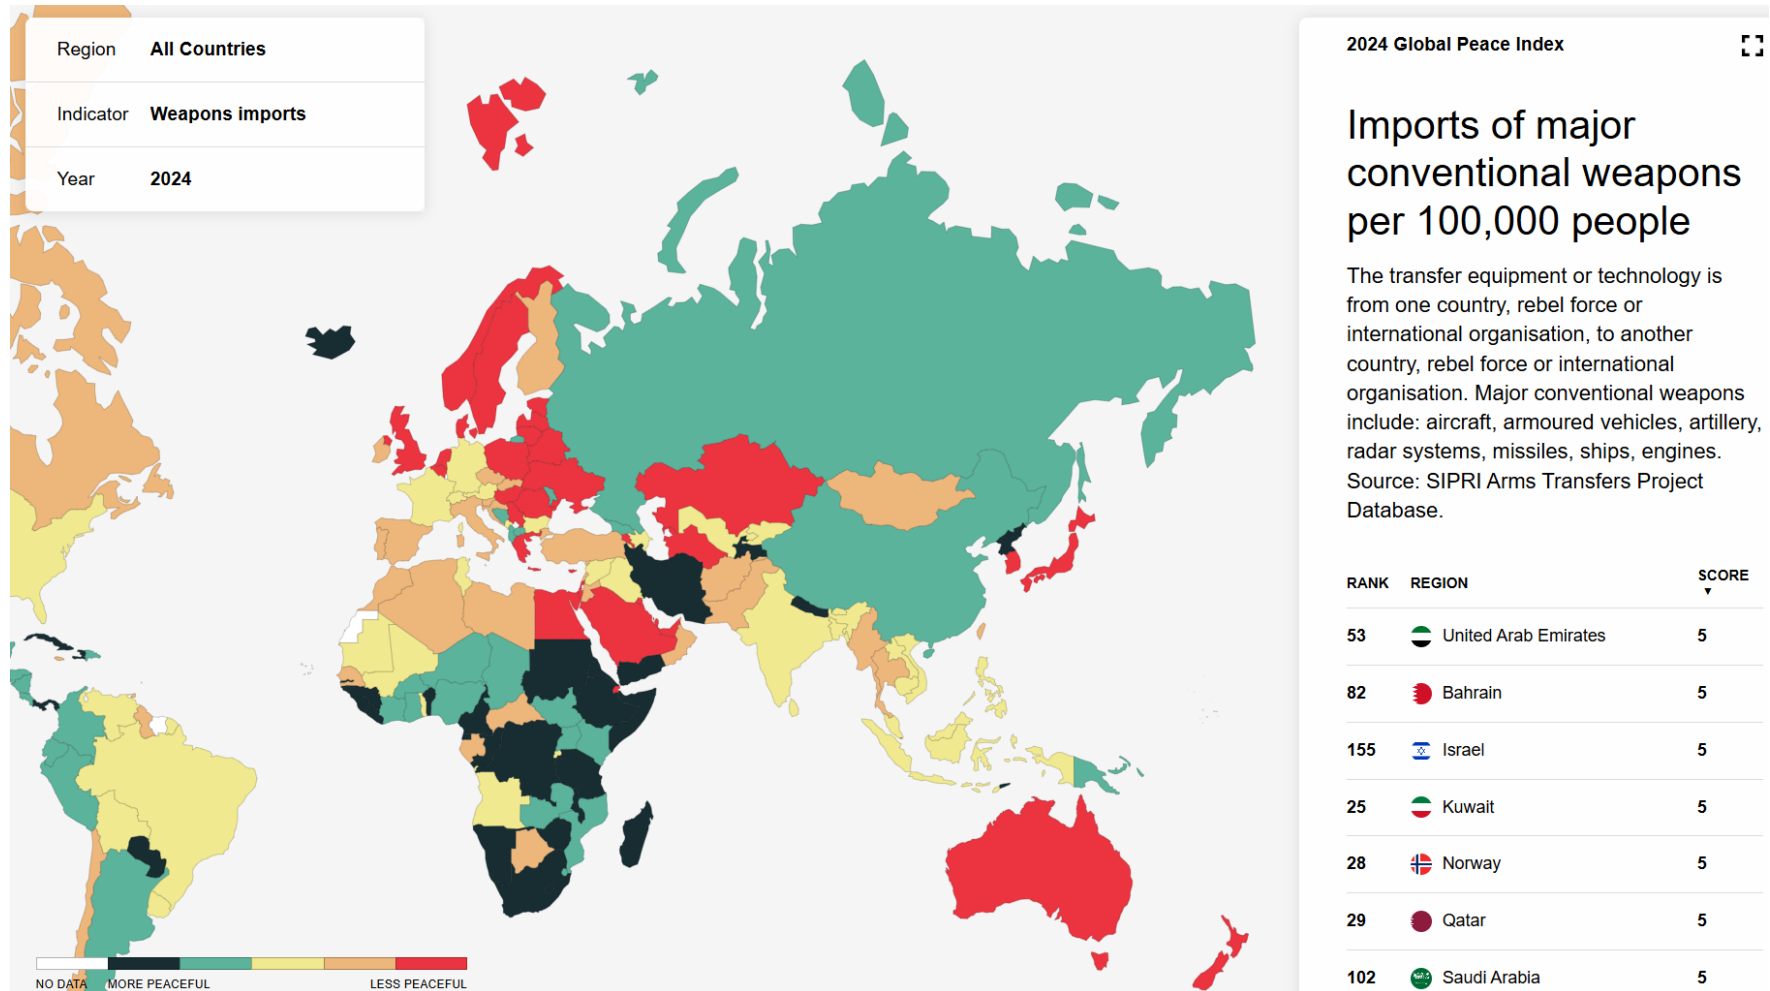 Region All Countries
Indicator Weapons imports
Year 2024
NO DATA MORE PEACEFUL LESS PEACEFUL
2024 Global Peace Index
Imports of major
conventional weapons
per 100,000 people
The transfer equipment or technology is
from one country, rebel force or
international organisation, to another
country, rebel force or international
organisation. Major conventional weapons
include: aircraft, armoured vehicles, artillery,
radar systems, missiles, ships, engines.
Source: SIPRI Arms Transfers Project
Database.
RANK REGION SCORE
53 United Arab Emirates 5
82 Bahrain 5
155 Israel 5
25 Kuwait 5
28 Norway 5
29 Qatar 5
102 Saudi Arabia 5